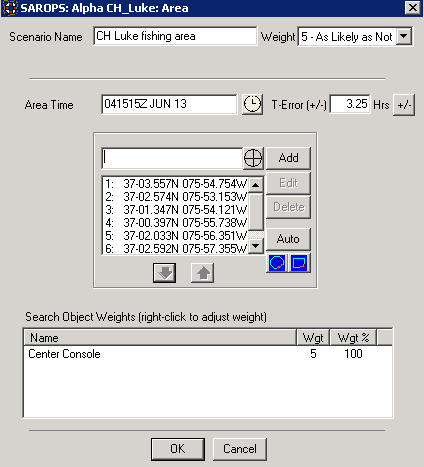 SAROPS: Alpha CH_Luke: Area
Scenario Name CH Luke fishing area Weight 5 - As Likely as Not
Area Time 041515Z JUN 13 T-Error (+/-) 3.25 Hrs +/-
Add
1: 37-03.557N 075-54.754W
2: 37-02.574N 075-53.153W
3: 37-01.347N 075-54.121W
4: 37-00.397N 075-55.738W
5: 37-02.033N 075-56.351W
6: 37-02.592N 075-57.355W
Edit
Delete
Auto
Search Object Weights (right-click to adjust weight)
Name Wgt Wgt %
Center Console 5 100
OK Cancel